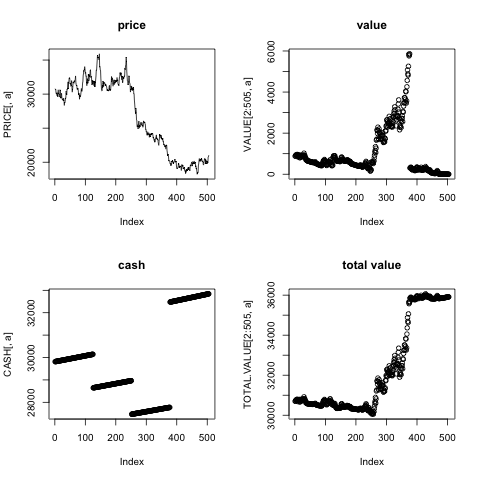 price
value
PRICE[, a]
30000
20000
0 100 200 300 400 500
Index
VALUE[2:505, a]
6000
4000
2000
0
0 100 200 300 400 500
Index
cash
total value
CASH[, a]
32000
30000
28000
0 100 200 300 400 500
Index
TOTAL.VALUE[2:505, a]
36000
34000
32000
30000
0 100 200 300 400 500
Index